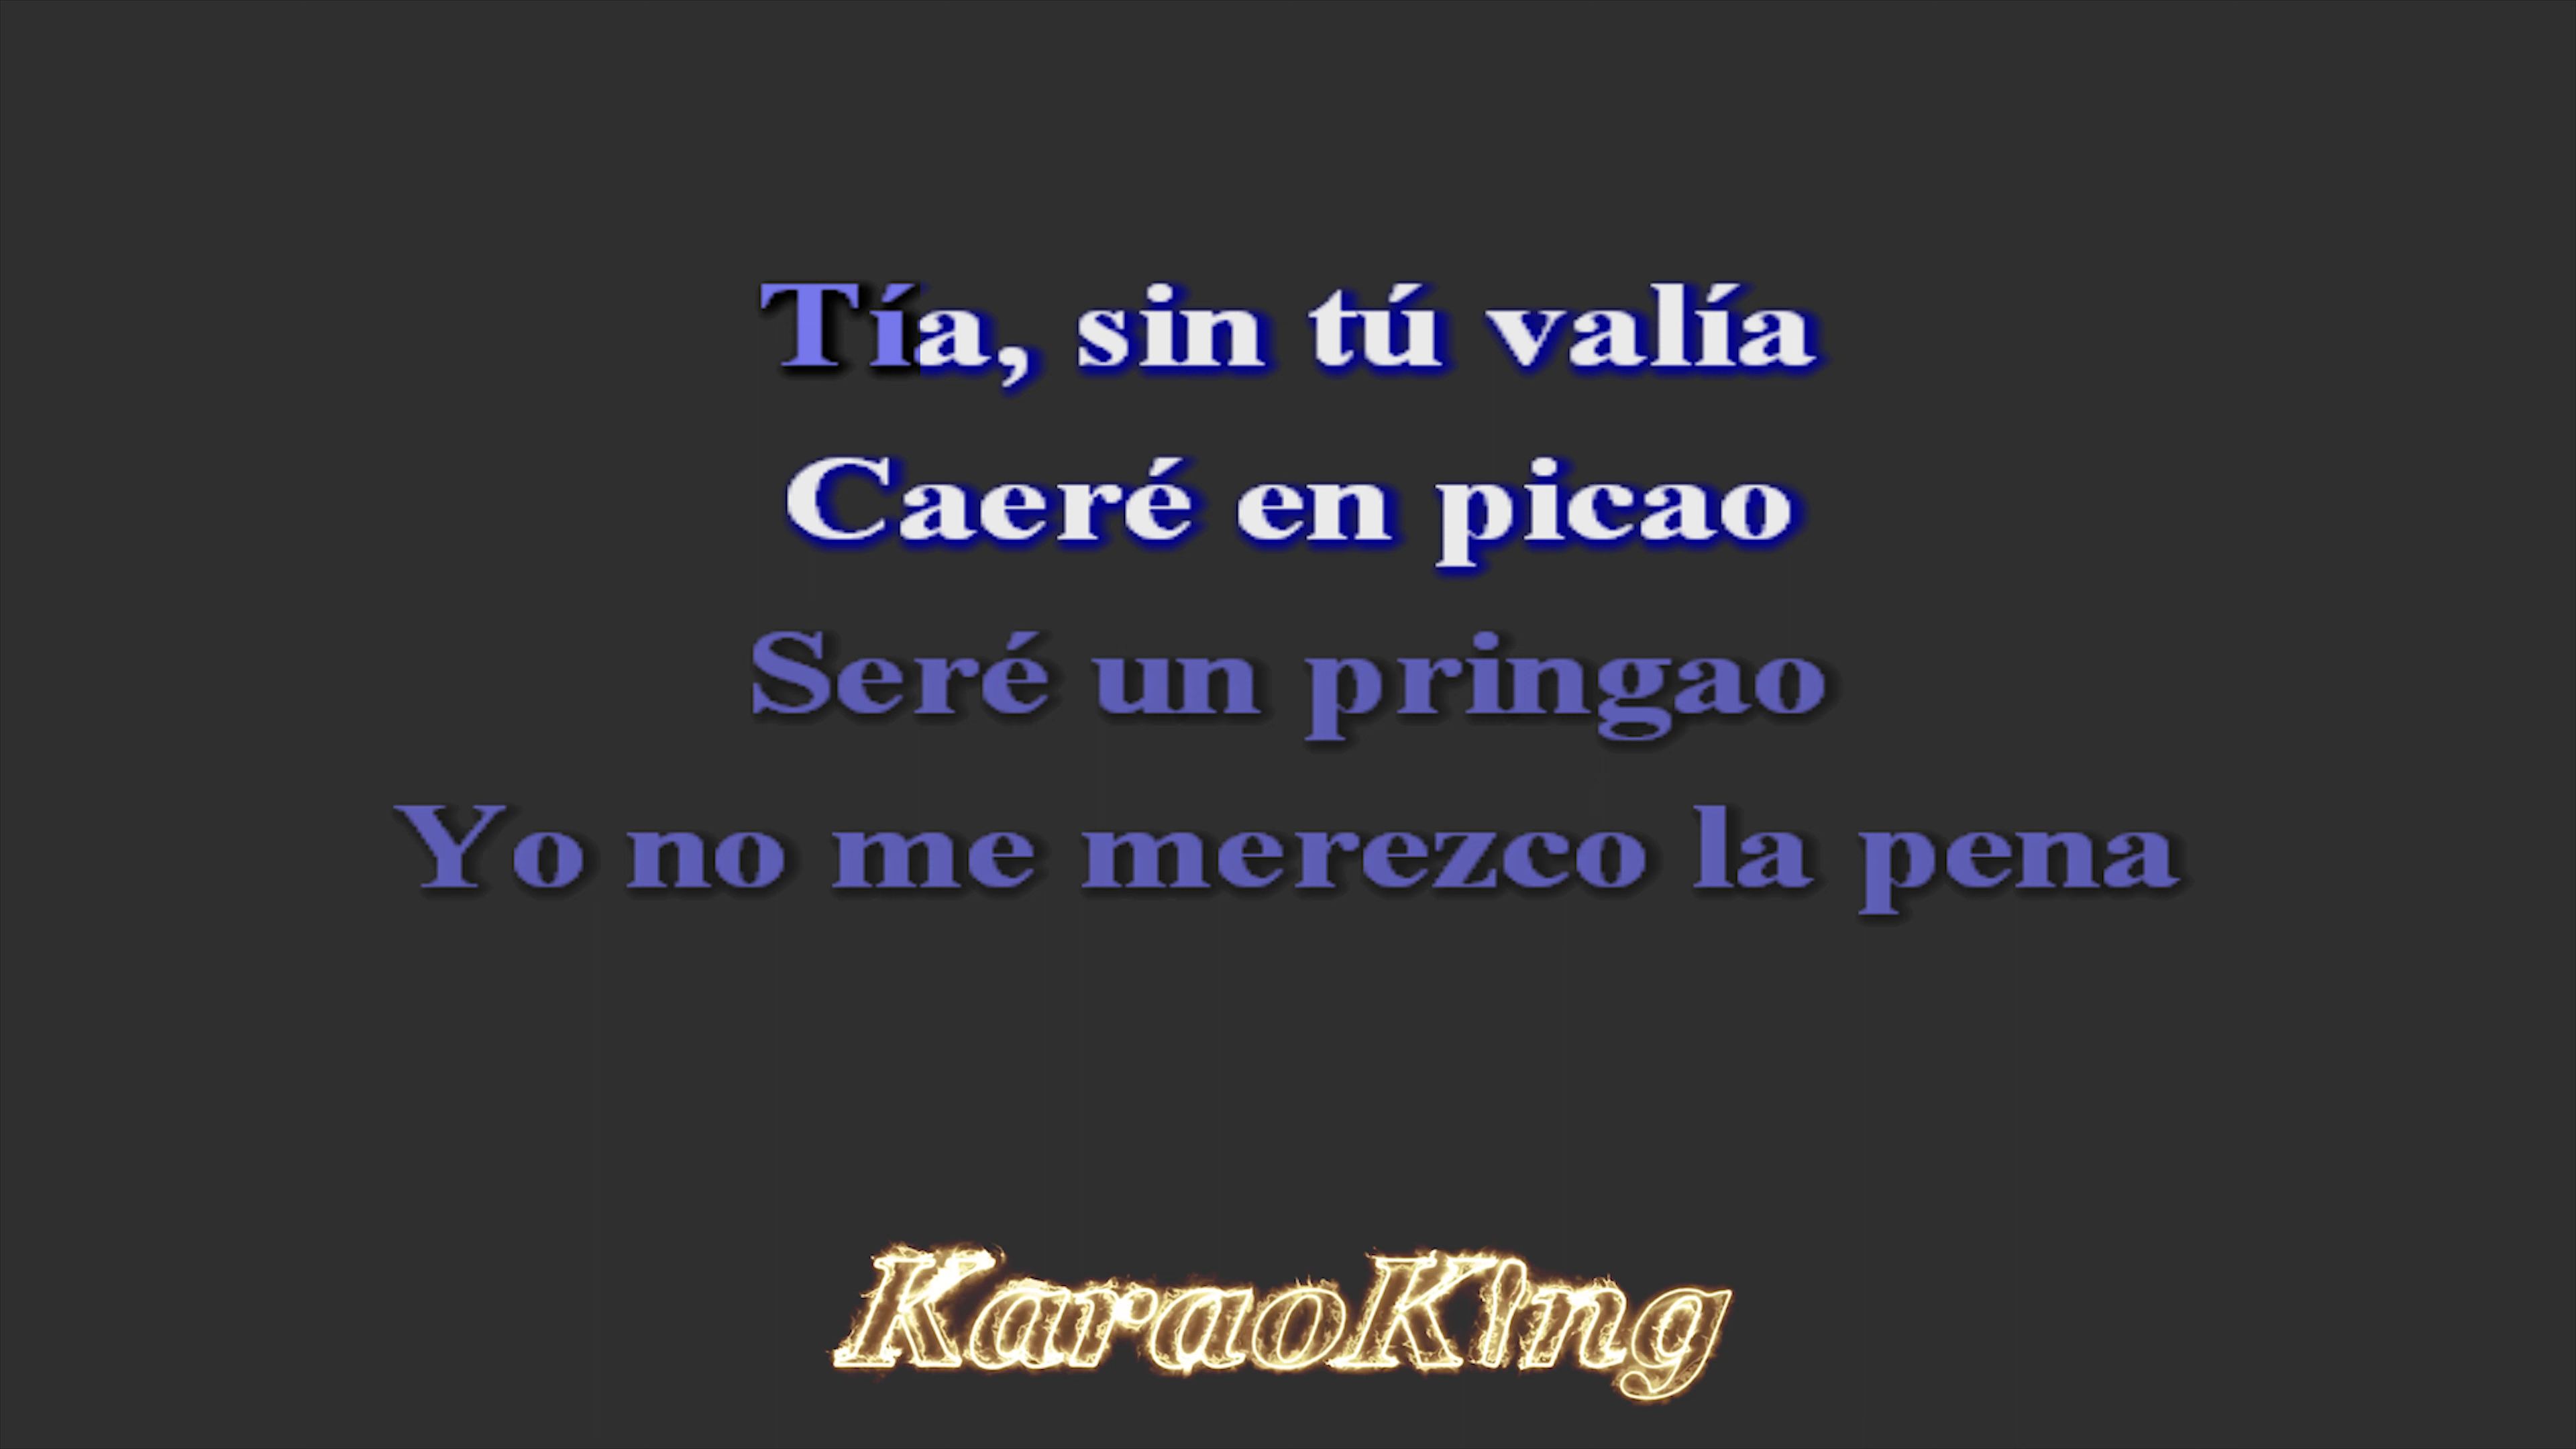 Tía, sin tú valía
Caeré en picao
Seré un pringao
Yo no me merezco la pena
KaraoKing